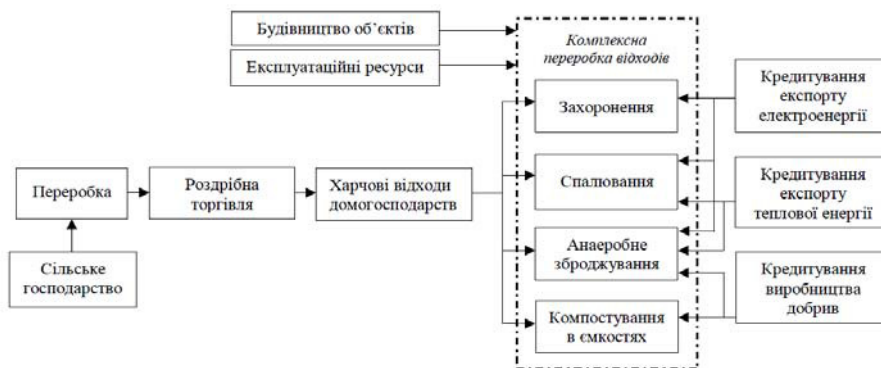 Будівництво об’єктів
Експлуатаційні ресурси
Комплексна
переробка відходів
Захоронення
Кредитування
експорту
електроенергії
Переробка
Роздрібна
торгівля
Харчові відходи
домогосподарств
Спалювання
Кредитування
експорту
теплової енергії
Сільське
господарство
Анаеробне
зброджування
Кредитування
виробництва
добрив
Компостування
в ємкостях